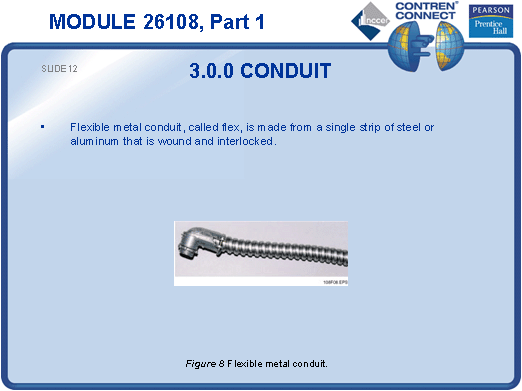 MODULE 26108, Part 1
nccer
CONTREN®
CONNECT
PEARSON
Prentice
Hall
SLIDE 12
3.0.0 CONDUIT
• Flexible metal conduit, called flex, is made from a single strip of steel or
aluminum that is wound and interlocked.
108F08.EPS
Figure 8 Flexible metal conduit.